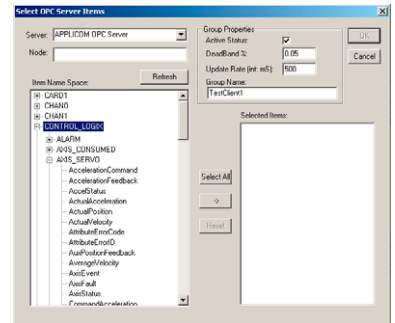 Select OPC Server Items
Server: APPLICOM OPC Server
Node:
Item Name Space:
Refresh
CARD1
CHAN0
CHAN1
CONTROL_LOGIX
ALARM
AXIS_CONSUMED
AXIS_SERVO
AccelerationCommand
AccelerationFeedback
AccelStatus
ActualAcceleration
ActualPosition
ActualVelocity
AttributeErrorCode
AttributeErrorID
AuxPositionFeedback
AverageVelocity
AxisEvent
AxisFault
AxisStatus
CommandAcceleration
Group Properties
Active Status:
DeadBand %: 0.05
Update Rate (int: mS): 500
Group Name:
TestClient1
OK
Cancel
Selected Items:
Select All
Reset